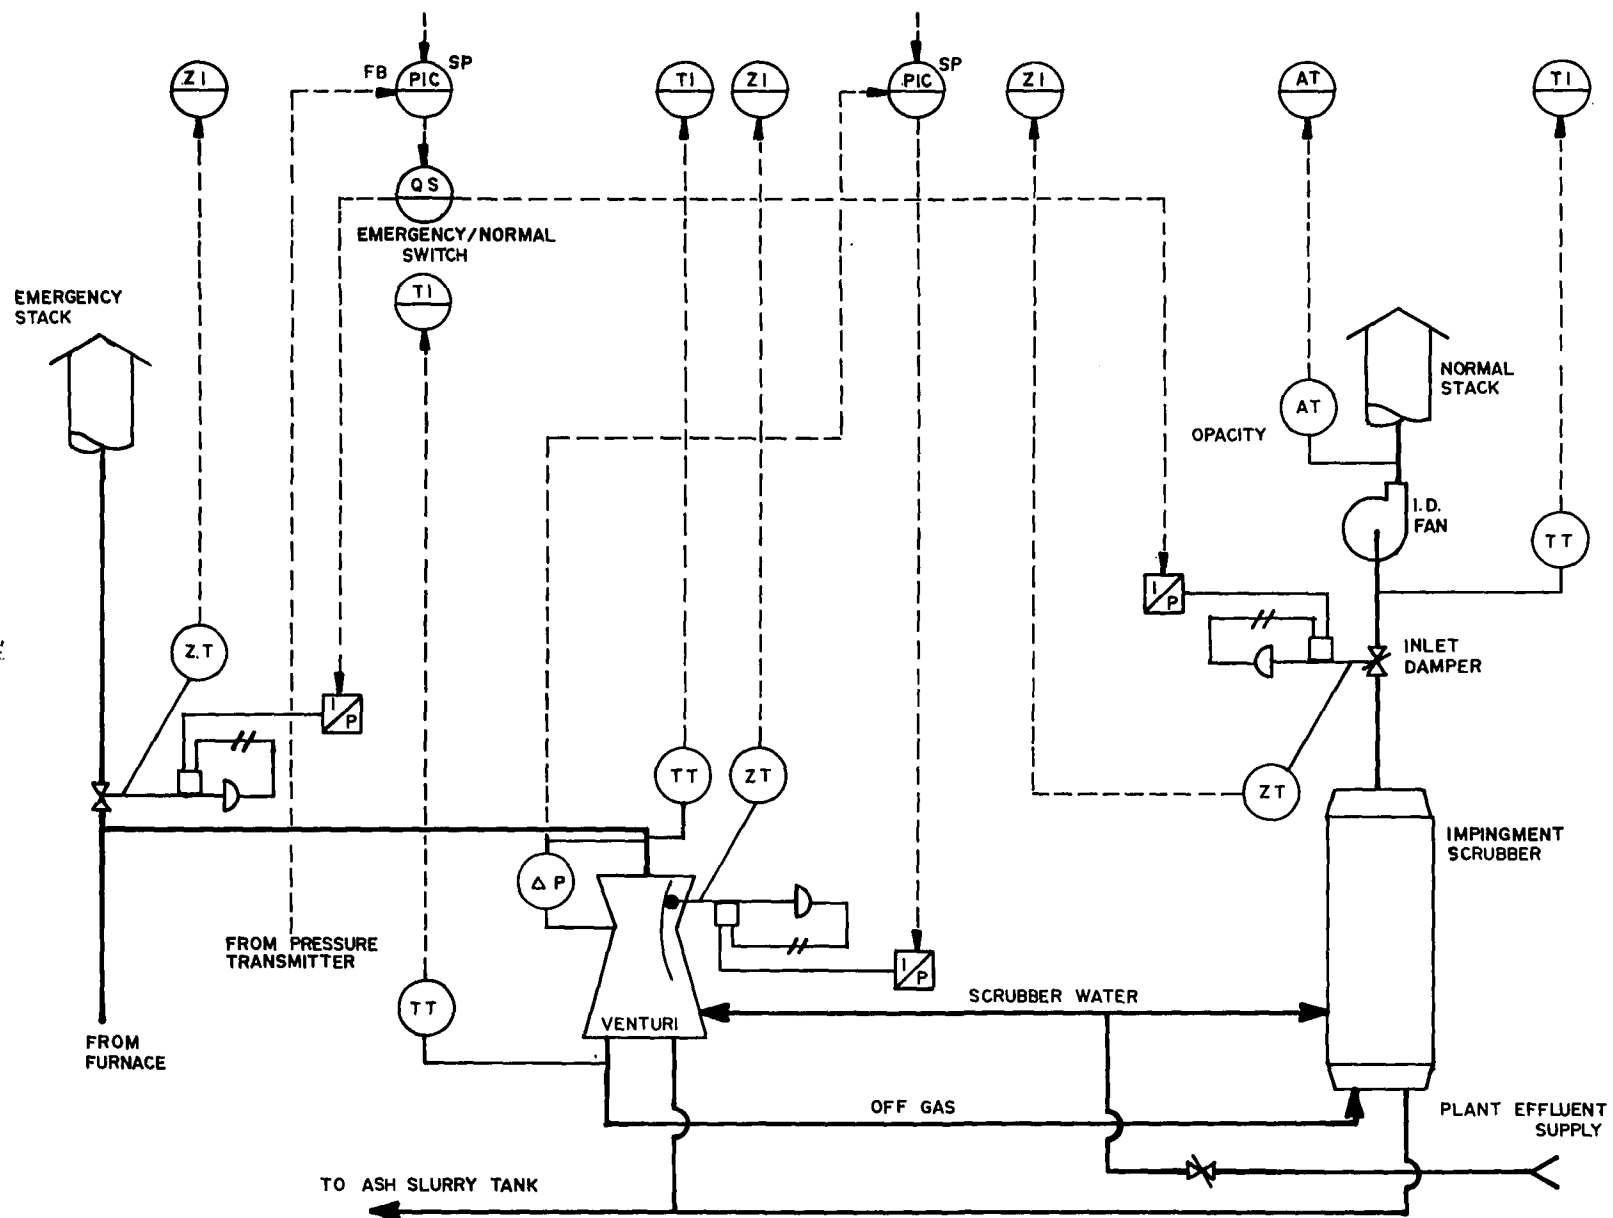 ZI
FB
PIC
SP
TI
ZI
PIC
SP
ZI
AT
TI
QS
EMERGENCY/NORMAL
SWITCH
TI
EMERGENCY
STACK
NORMAL
STACK
AT
OPACITY
I.D.
FAN
TT
I
P
INLET
DAMPER
Z.T
I
P
TT
ZT
ZT
IMPINGMENT
SCRUBBER
Δ P
FROM PRESSURE
TRANSMITTER
I
P
TT
SCRUBBER WATER
VENTURI
FROM
FURNACE
OFF GAS
PLANT EFFLUENT
SUPPLY
TO ASH SLURRY TANK